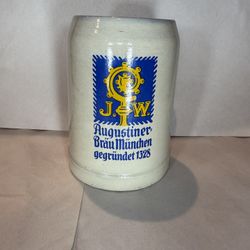 J. W.
Augustiner-
Bräu München
gegründet 1328